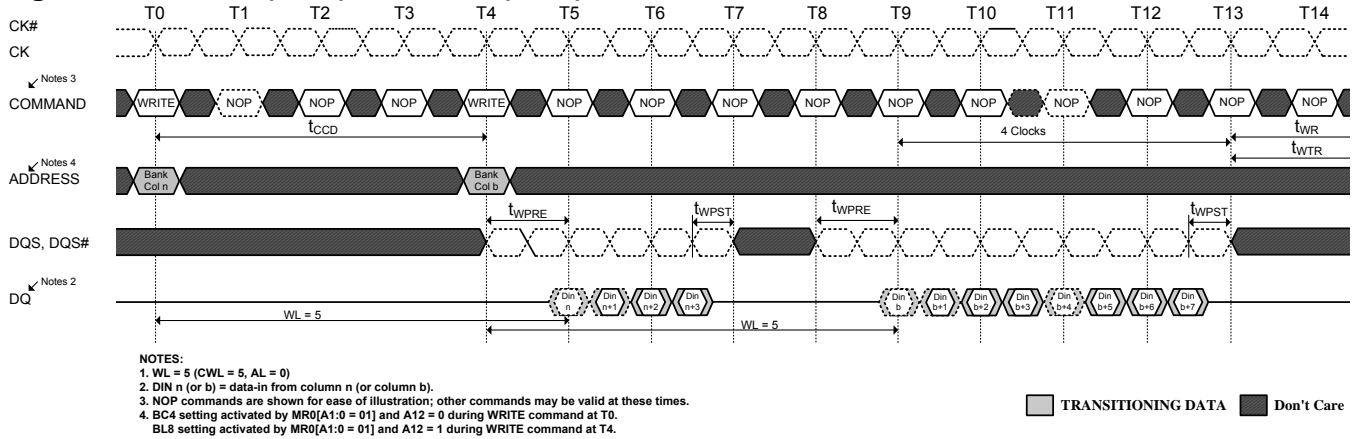 T0 T1 T2 T3 T4 T5 T6 T7 T8 T9 T10 T11 T12 T13 T14
CK#
CK
Notes 3
COMMAND
WRITE NOP NOP NOP WRITE NOP NOP NOP NOP NOP NOP NOP NOP NOP NOP
tCCD
4 Clocks
tWR
tWTR
Notes 4
ADDRESS
Bank Bank
Col n Col b
tWPRE tWPST tWPRE tWPST
DQS, DQS#
Notes 2
DQ
Din Din Din Din Din Din Din Din Din Din Din Din
n n+1 n+2 n+3 b b+1 b+2 b+3 b+4 b+5 b+6 b+7
WL = 5
WL = 5
NOTES:
1. WL = 5 (CWL = 5, AL = 0)
2. DIN n (or b) = data-in from column n (or column b).
3. NOP commands are shown for ease of illustration; other commands may be valid at these times.
4. BC4 setting activated by MR0[A1:0 = 01] and A12 = 0 during WRITE command at T0.
BL8 setting activated by MR0[A1:0 = 01] and A12 = 1 during WRITE command at T4.
TRANSITIONING DATA Don't Care